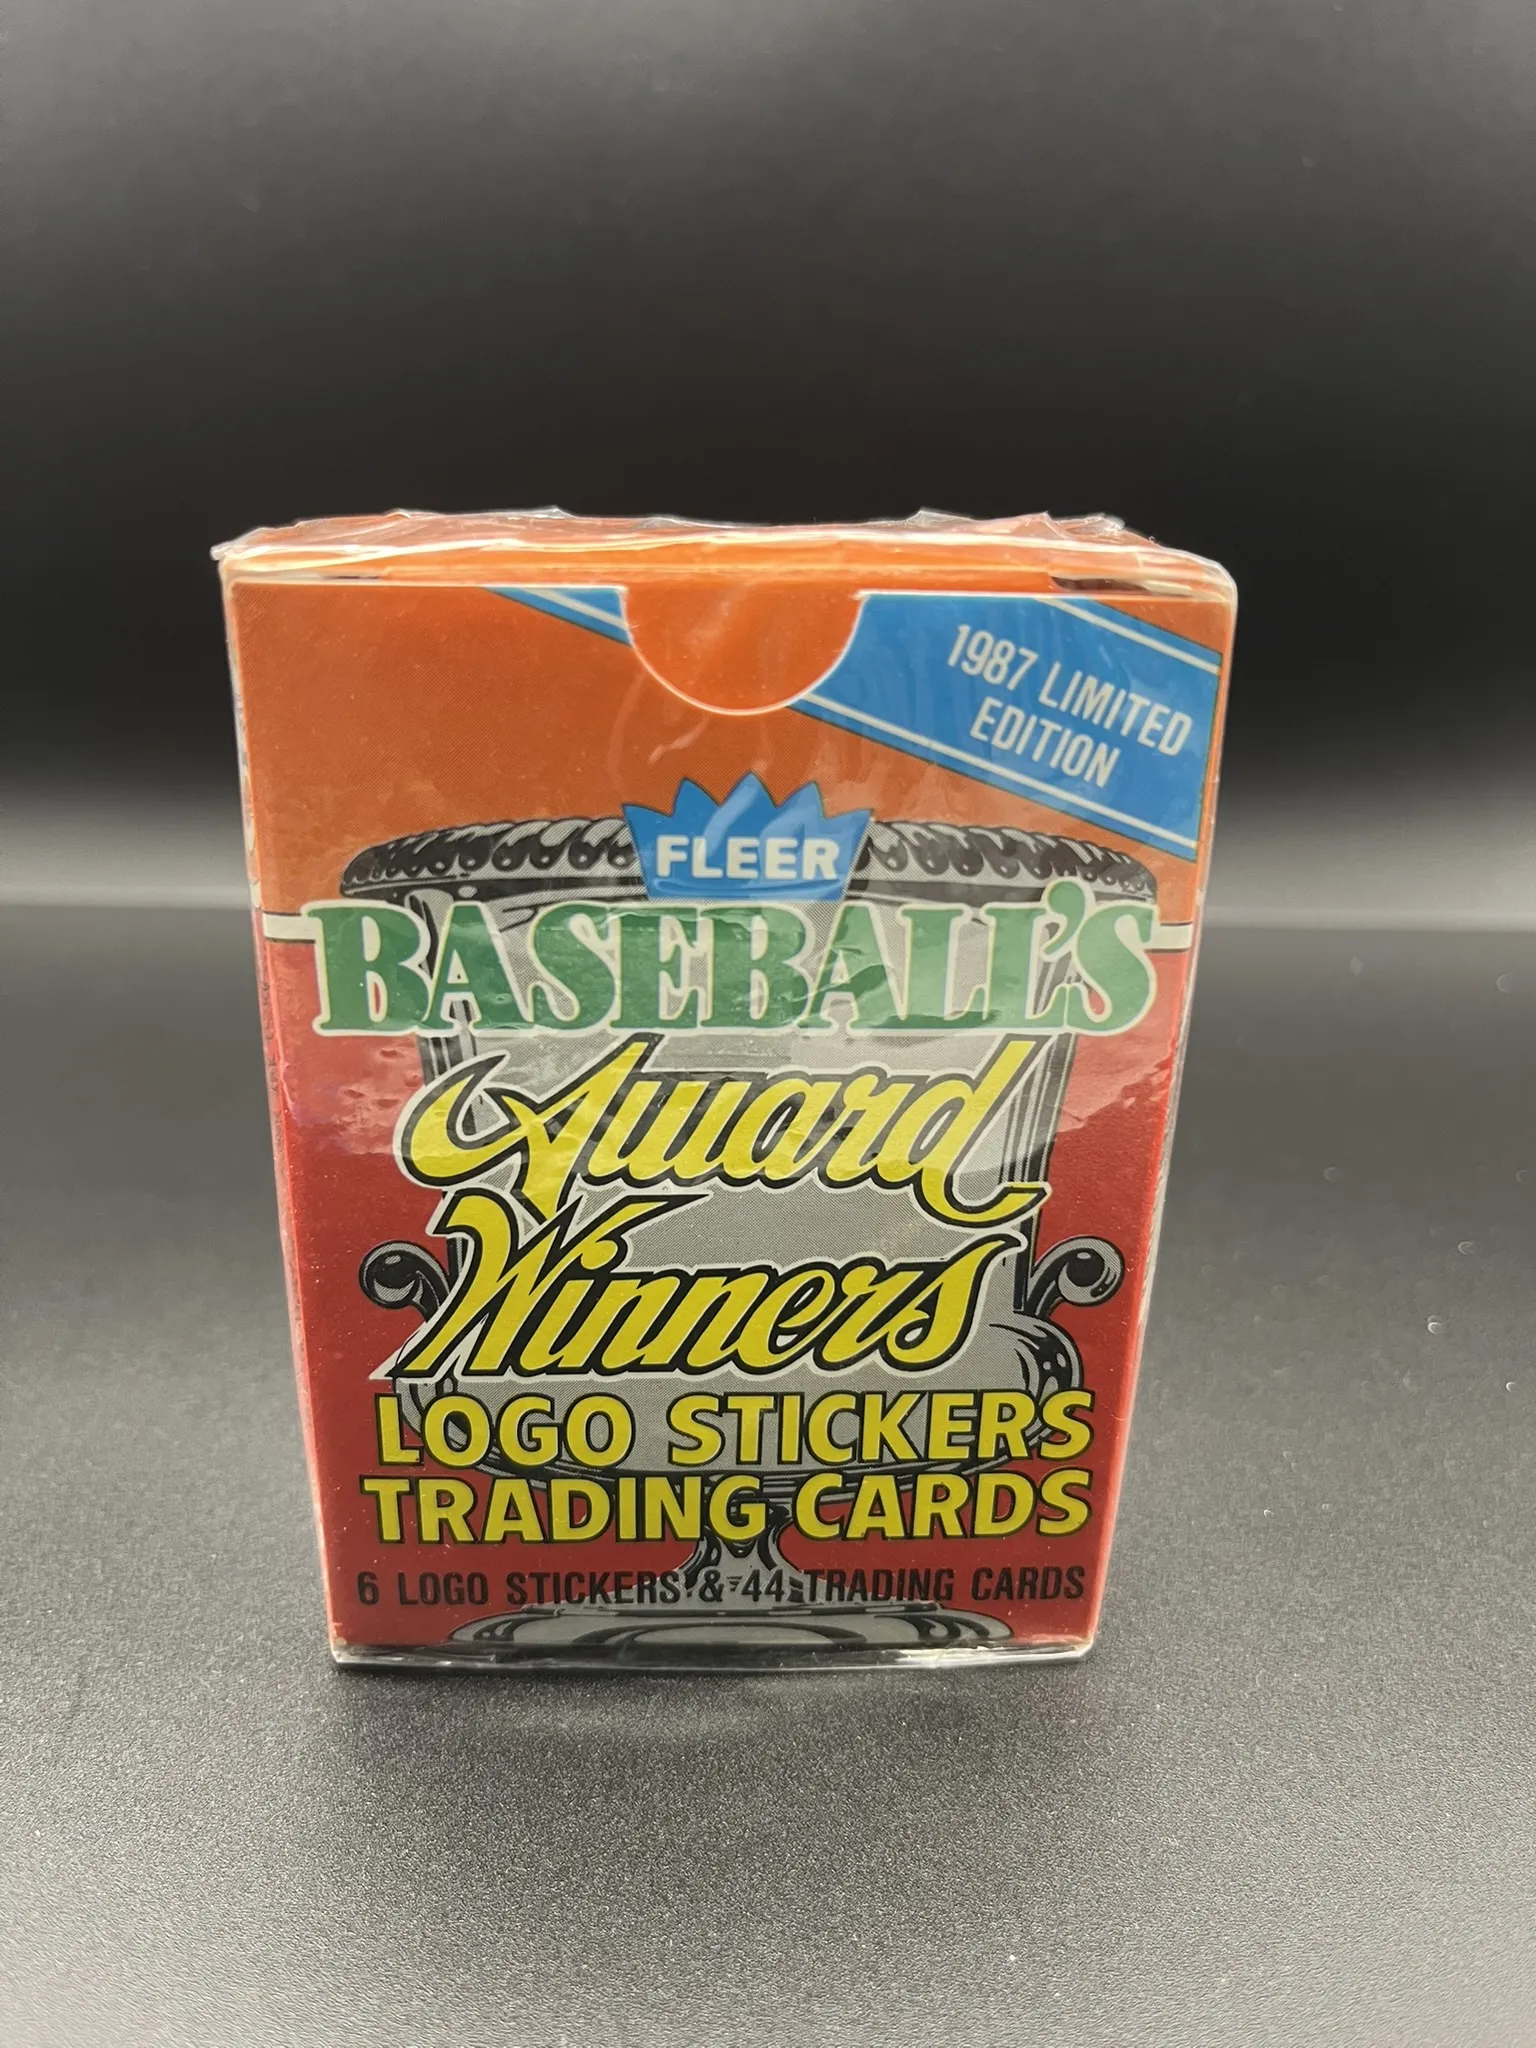 1987 LIMITED
EDITION
FLEER
BASEBALL'S
Award
Winners
LOGO STICKERS
TRADING CARDS
6 LOGO STICKERS & 44 TRADING CARDS